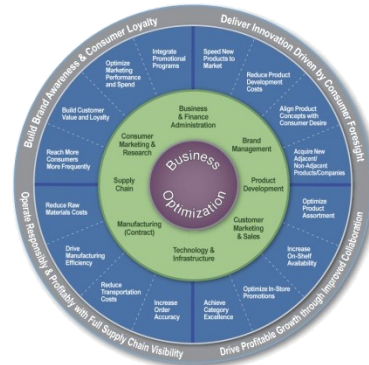 Build Brand Awareness & Consumer Loyalty
Deliver Innovation Driven by Consumer Foresight
Drive Profitable Growth through Improved Collaboration
Operate Responsibly & Profitably with Full Supply Chain Visibility
Integrate
Promotional
Programs
Optimize
Marketing
Performance
and Spend
Build Customer
Value and Loyalty
Reach More
Consumers
More Frequently
Speed New
Products to
Market
Reduce Product
Development
Costs
Align Product
Concepts with
Consumer Desire
Acquire New
Adjacent/
Non-Adjacent
Products/Companies
Optimize
Product
Assortment
Increase
On-Shelf
Availability
Optimize In-Store
Promotions
Achieve
Category
Excellence
Increase
Order
Accuracy
Reduce
Transportation
Costs
Drive
Manufacturing
Efficiency
Reduce Raw
Materials Costs
Business
& Finance
Administration
Brand
Management
Product
Development
Customer
Marketing
& Sales
Technology &
Infrastructure
Manufacturing
(Contract)
Supply
Chain
Consumer
Marketing &
Research
Business
Optimization